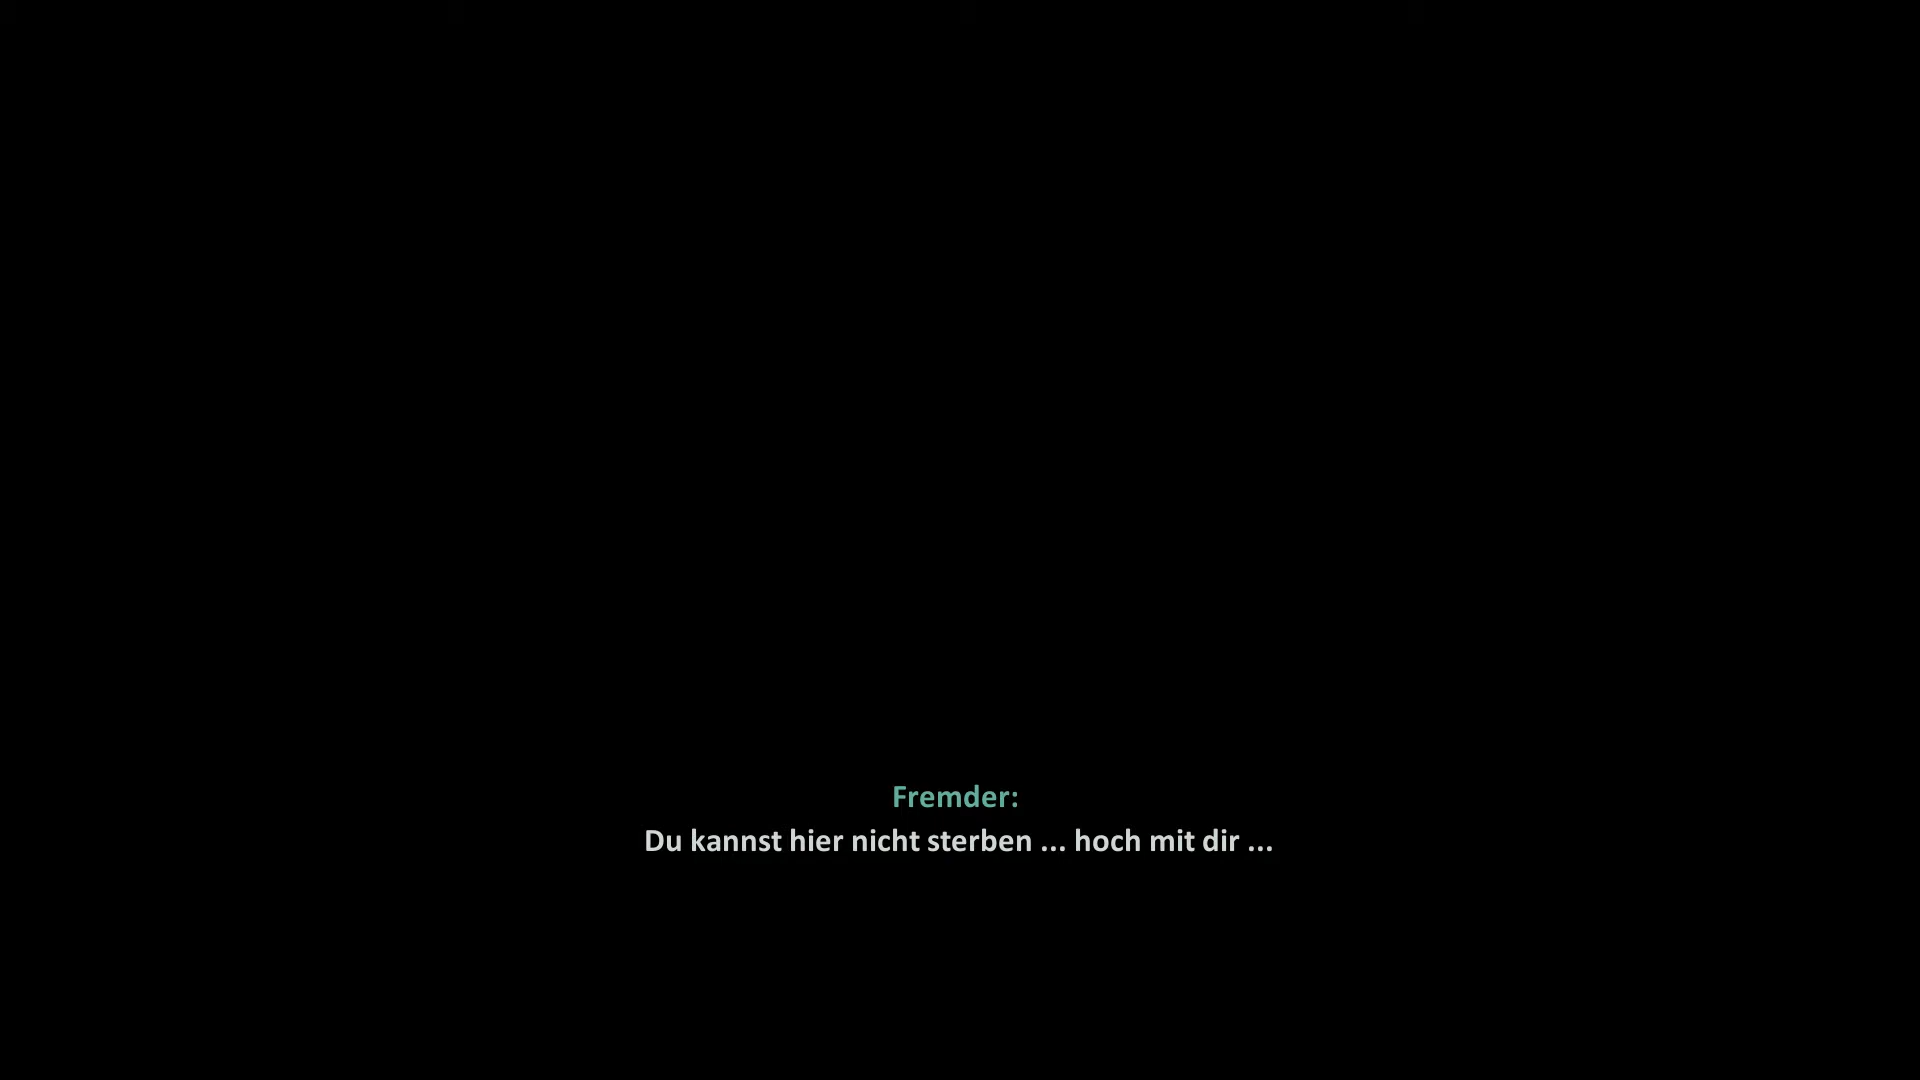 Fremder:
Du kannst hier nicht sterben ... hoch mit dir ...